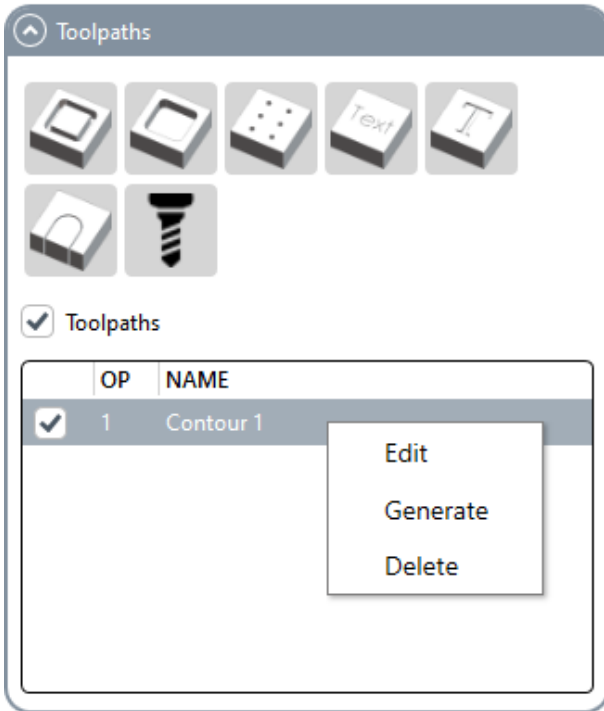 Toolpaths
Text
T
Toolpaths
OP NAME
1 Contour 1
Edit
Generate
Delete